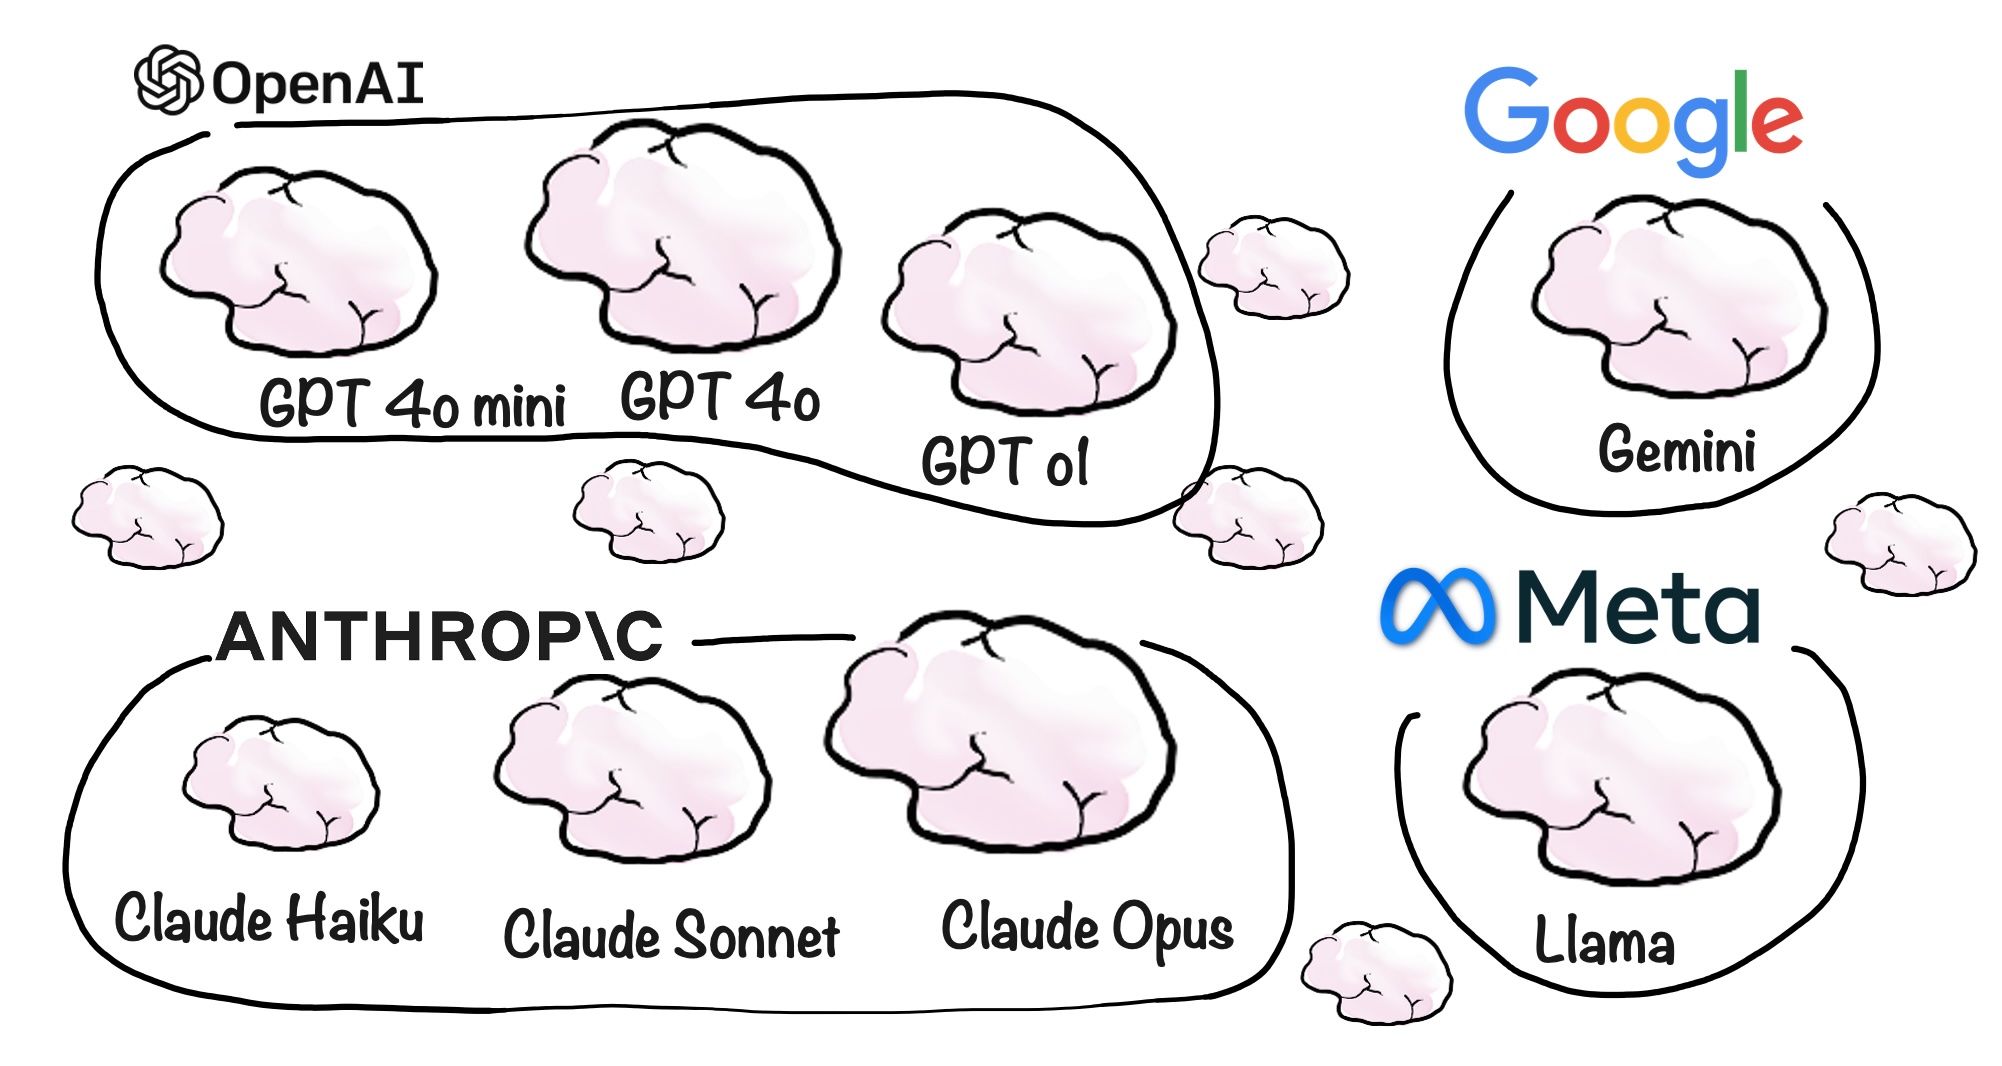 OpenAI
Google
GPT 4o mini
GPT 4o
GPT o1
Gemini
ANTHROP\C
Meta
Claude Haiku
Claude Sonnet
Claude Opus
Llama